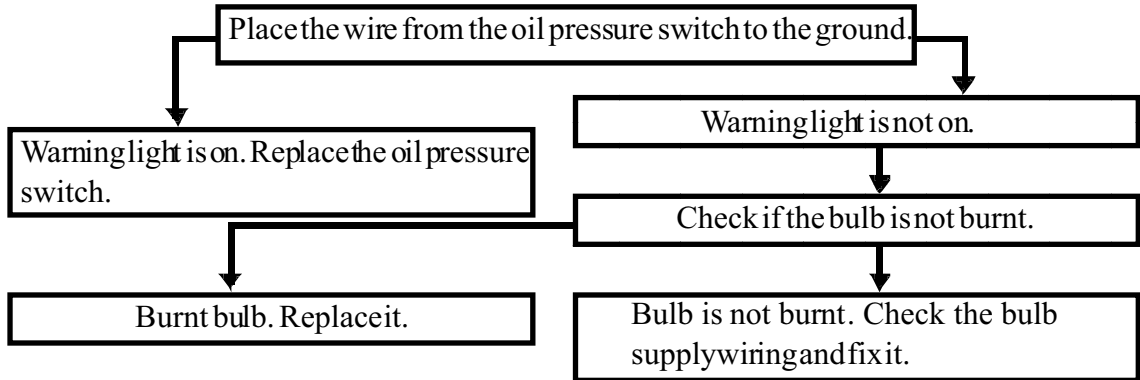 Place the wire from the oil pressure switch to the ground.
Warning light is on. Replace the oil pressure
switch.
Warning light is not on.
Check if the bulb is not burnt.
Burnt bulb. Replace it.
Bulb is not burnt. Check the bulb
supply wiring and fix it.